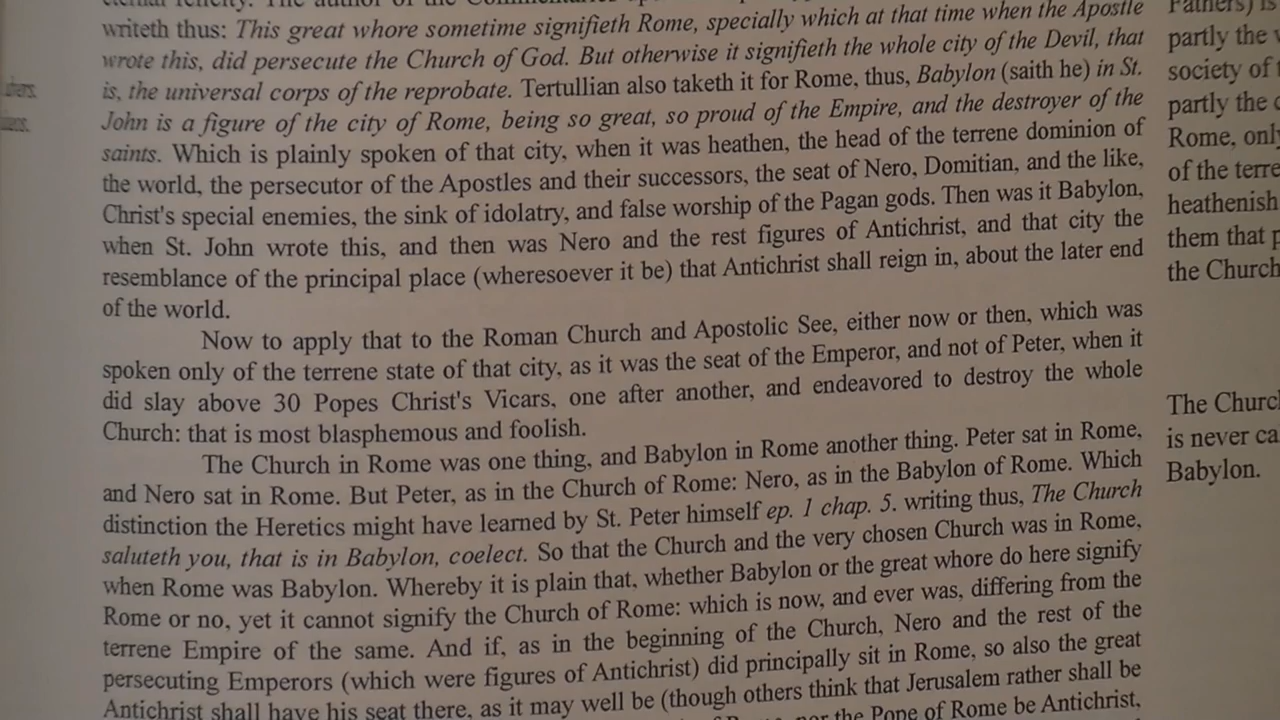 writeth thus: This great whore sometime signifieth Rome, specially which at that time when the Apostle
wrote this, did persecute the Church of God. But otherwise it signifieth the whole city of the Devil, that
is, the universal corps of the reprobate. Tertullian also taketh it for Rome, thus, Babylon (saith he) in St.
John is a figure of the city of Rome, being so great, so proud of the Empire, and the destroyer of the
saints. Which is plainly spoken of that city, when it was heathen, the head of the terrene dominion of
the world, the persecutor of the Apostles and their successors, the seat of Nero, Domitian, and the like,
Christ's special enemies, the sink of idolatry, and false worship of the Pagan gods. Then was it Babylon,
when St. John wrote this, and then was Nero and the rest figures of Antichrist, and that city the
resemblance of the principal place (wheresoever it be) that Antichrist shall reign in, about the later end
of the world.
Now to apply that to the Roman Church and Apostolic See, either now or then, which was
spoken only of the terrene state of that city, as it was the seat of the Emperor, and not of Peter, when it
did slay above 30 Popes Christ's Vicars, one after another, and endeavored to destroy the whole
Church: that is most blasphemous and foolish.
The Church in Rome was one thing, and Babylon in Rome another thing. Peter sat in Rome,
and Nero sat in Rome. But Peter, as in the Church of Rome: Nero, as in the Babylon of Rome. Which
distinction the Heretics might have learned by St. Peter himself ep. 1 chap. 5. writing thus, The Church
saluteth you, that is in Babylon, coelect. So that the Church and the very chosen Church was in Rome,
when Rome was Babylon. Whereby it is plain that, whether Babylon or the great whore do here signify
Rome or no, yet it cannot signify the Church of Rome: which is now, and ever was, differing from the
terrene Empire of the same. And if, as in the beginning of the Church, Nero and the rest of the
persecuting Emperors (which were figures of Antichrist) did principally sit in Rome, so also the great
Antichrist shall have his seat there, as it may well be (though others think that Jerusalem rather shall be
nor the Pope of Rome be Antichrist,
Fathers) is
partly the
society of
partly the
Rome, only
of the terre
heathenish
them that
the Church
The Churc
is never ca
Babylon.